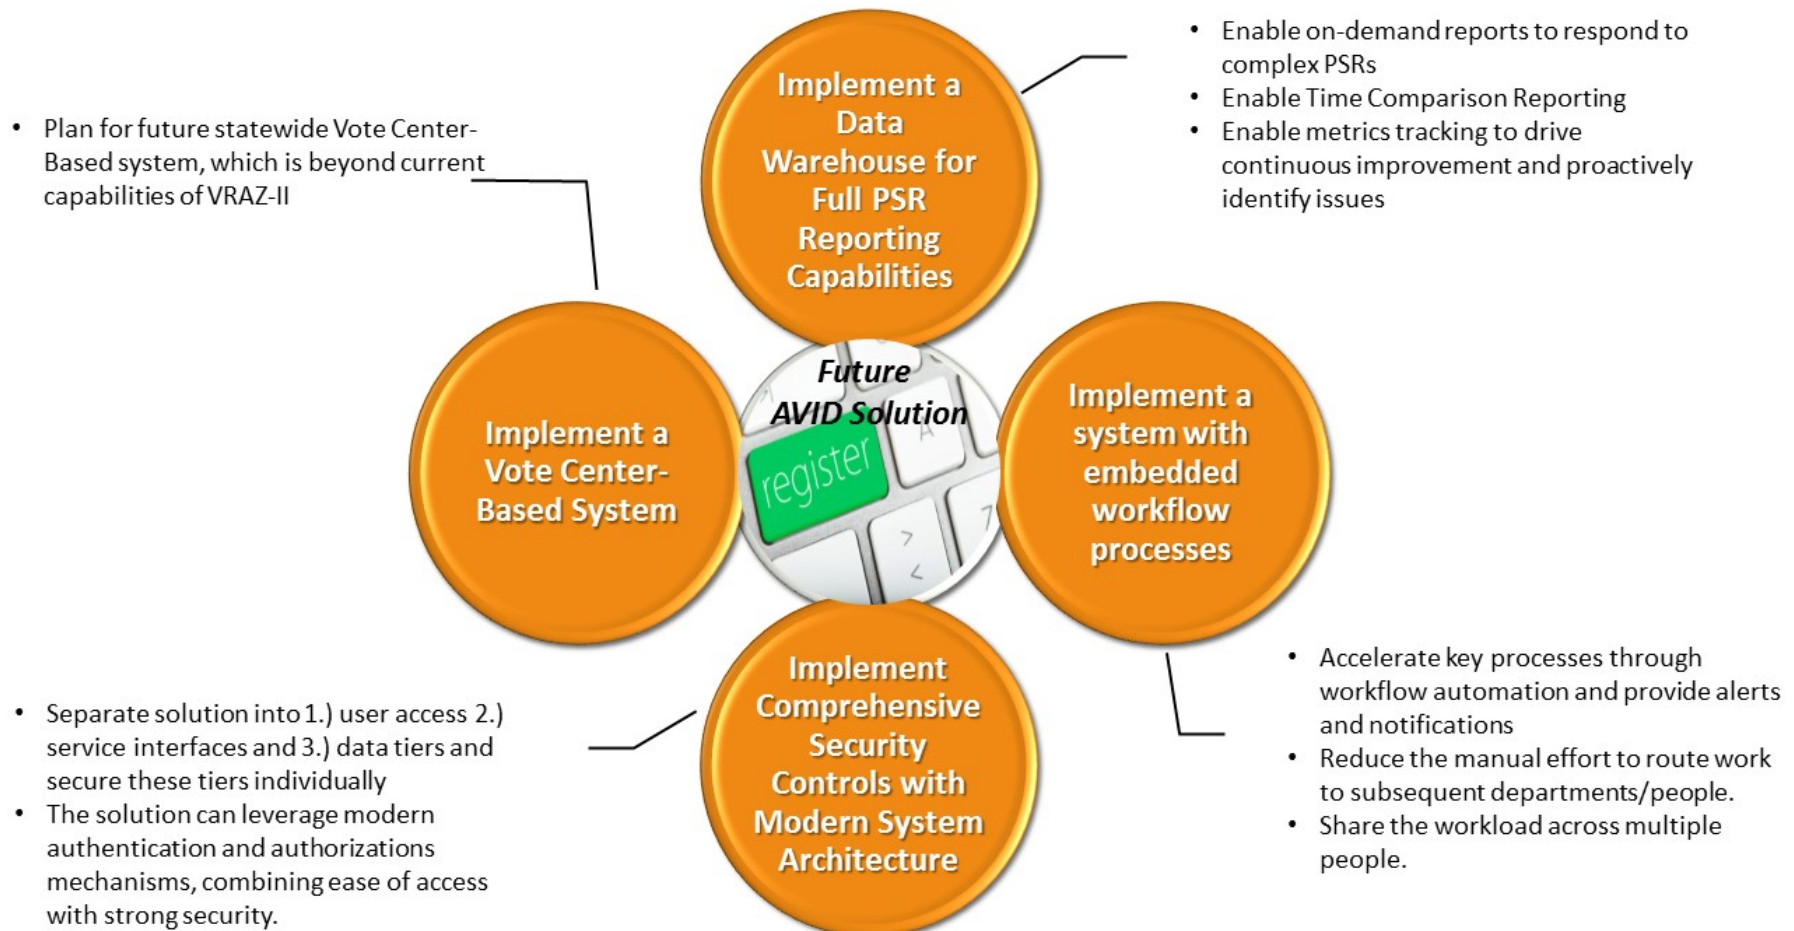 Implement a
Data
Warehouse for
Full PSR
Reporting
Capabilities
• Enable on-demand reports to respond to
complex PSRs
• Enable Time Comparison Reporting
• Enable metrics tracking to drive
continuous improvement and proactively
identify issues
• Plan for future statewide Vote Center-
Based system, which is beyond current
capabilities of VRAZ-II
Implement a
Vote Center-
Based System
Future
AVID Solution
register
A
>
<
7
Implement a
system with
embedded
workflow
processes
• Accelerate key processes through
workflow automation and provide alerts
and notifications
• Reduce the manual effort to route work
to subsequent departments/people.
• Share the workload across multiple
people.
Implement
Comprehensive
Security
Controls with
Modern System
Architecture
• Separate solution into 1.) user access 2.)
service interfaces and 3.) data tiers and
secure these tiers individually
• The solution can leverage modern
authentication and authorizations
mechanisms, combining ease of access
with strong security.